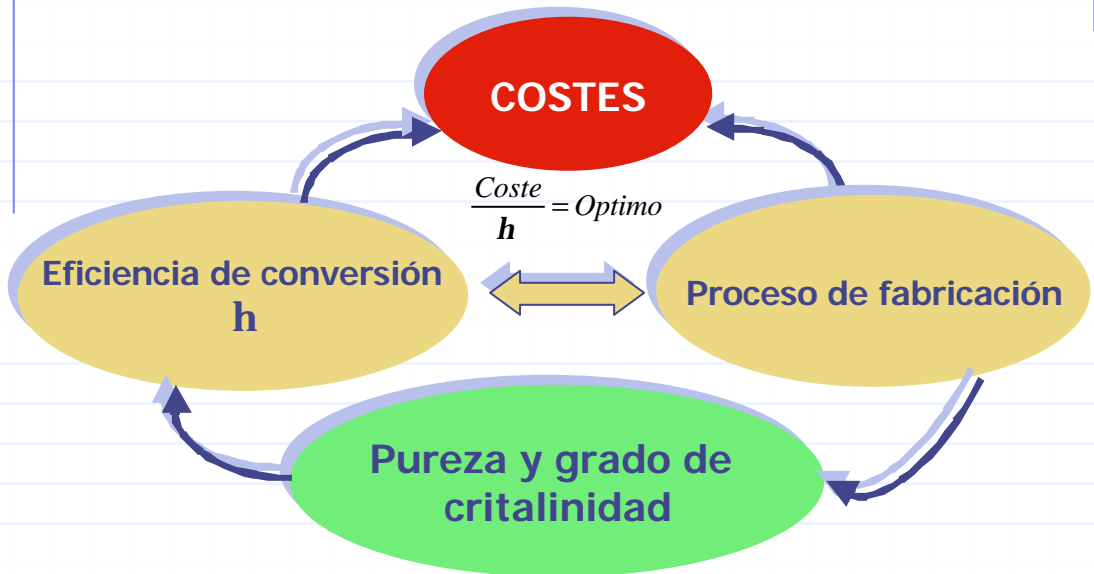 COSTES
Coste
h
= Optimo
Eficiencia de conversión
h
Proceso de fabricación
Pureza y grado de
critalinidad